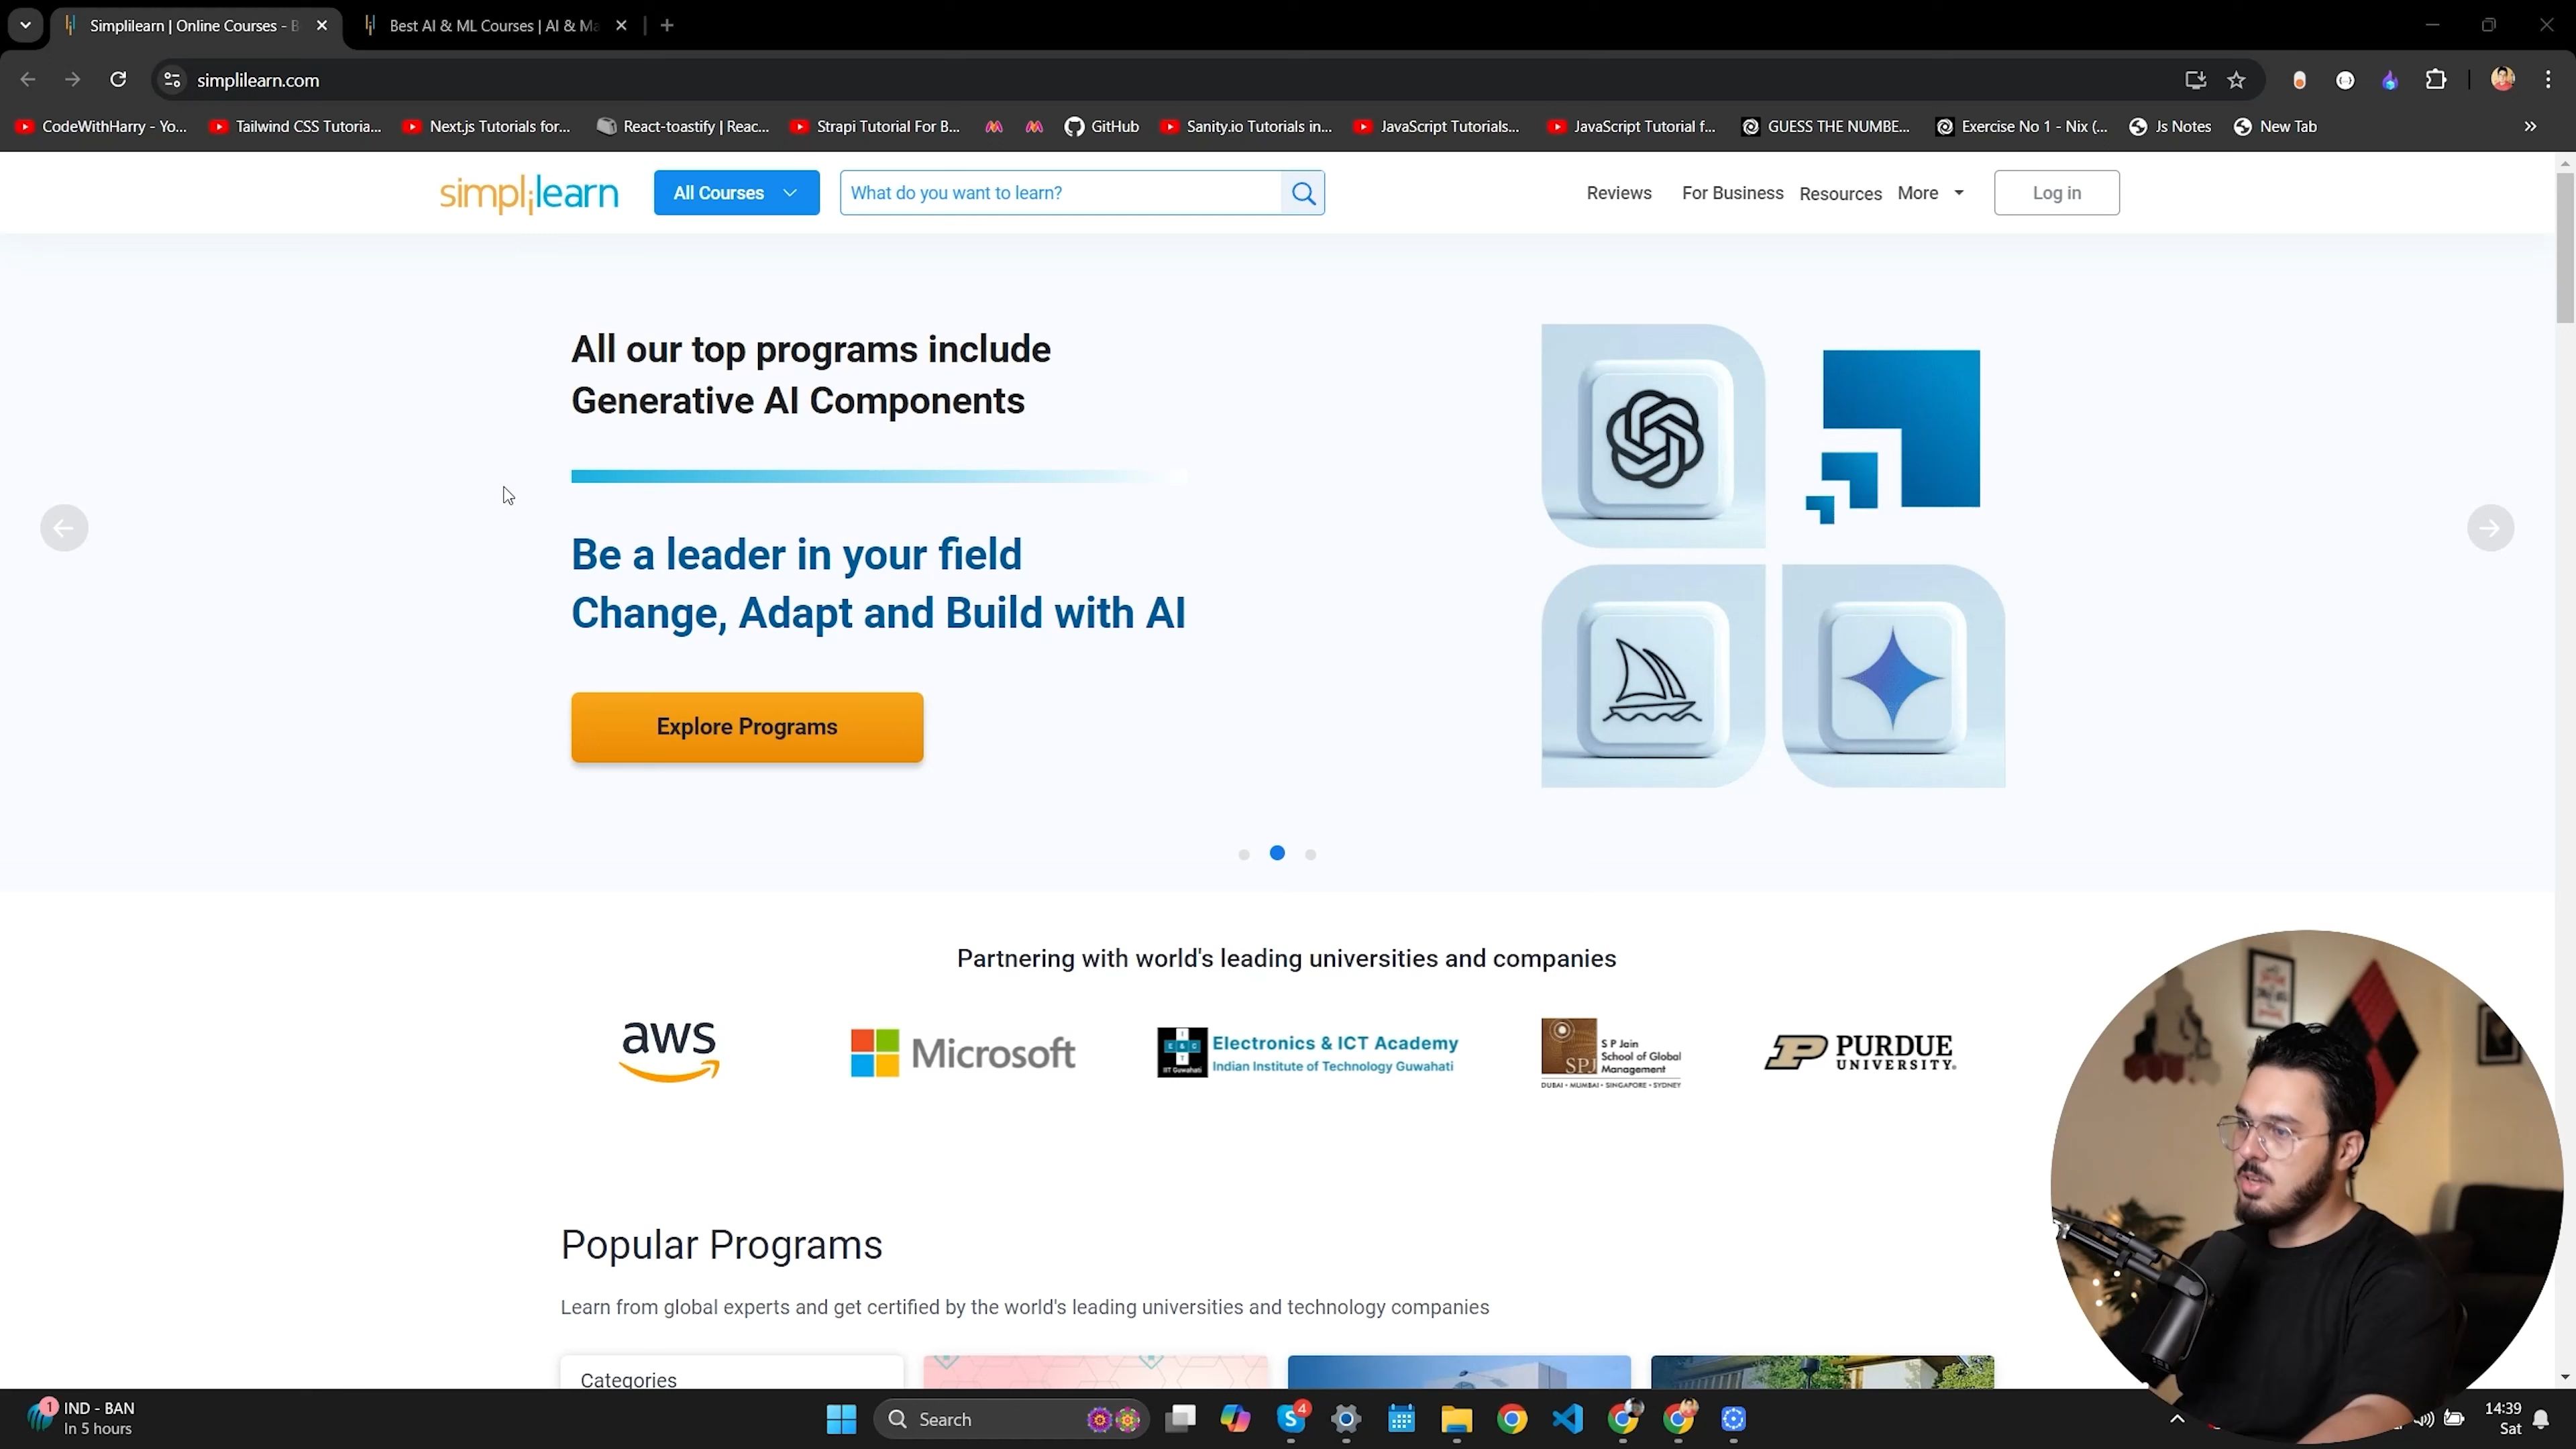 Simplilearn | Online Courses - B
Best AI & ML Courses | AI & Ma
simplilearn.com
CodeWithHarry - Yo...
Tailwind CSS Tutoria...
Next.js Tutorials for...
React-toastify | Reac...
Strapi Tutorial For B...
GitHub
Sanity.io Tutorials in...
JavaScript Tutorials...
JavaScript Tutorial f...
GUESS THE NUMBE...
Exercise No 1 - Nix (...
Js Notes
New Tab
simplilearn
All Courses
What do you want to learn?
Reviews
For Business
Resources
More
Log in
All our top programs include
Generative AI Components
Be a leader in your field
Change, Adapt and Build with AI
Explore Programs
Partnering with world's leading universities and companies
aws
Microsoft
E & C T
IIT Guwahati
Electronics & ICT Academy
Indian Institute of Technology Guwahati
SPJ
S P Jain
School of Global
Management
DUBAI • MUMBAI • SINGAPORE • SYDNEY
PURDUE
UNIVERSITY
Popular Programs
Learn from global experts and get certified by the world's leading universities and technology companies
Categories
1
IND - BAN
In 5 hours
Search
4
14:39
Sat